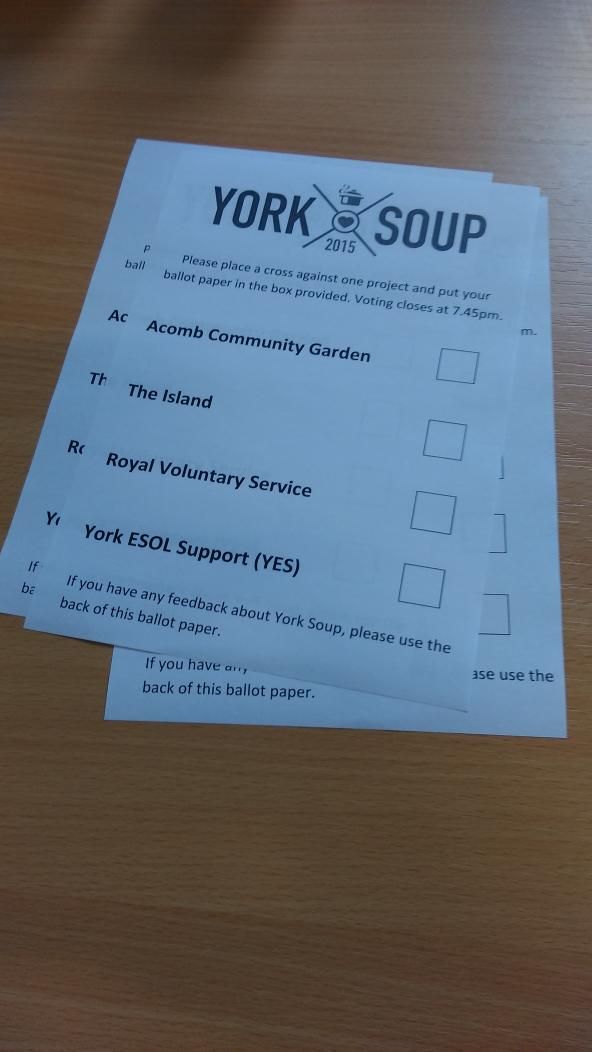 YORK SOUP
2015
Please place a cross against one project and put your
ballot paper in the box provided. Voting closes at 7.45pm.
Acomb Community Garden
The Island
Royal Voluntary Service
York ESOL Support (YES)
If you have any feedback about York Soup, please use the
back of this ballot paper.
P
ball
m.
Ac
Th
Ro
Yo
If
ba
If you have any
ase use the
back of this ballot paper.